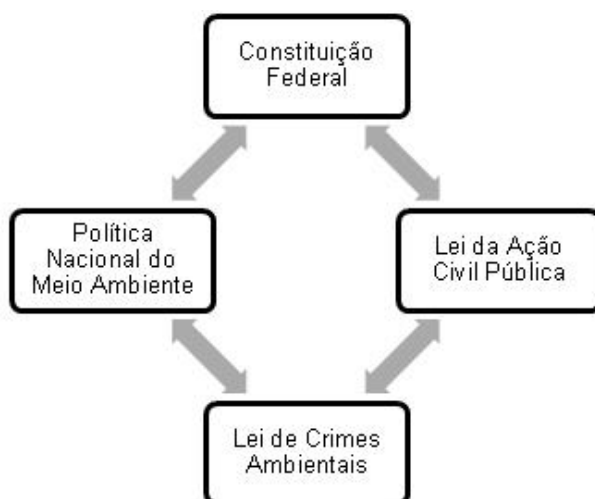 Constituição
Federal
Política
Nacional do
Meio Ambiente
Lei da Ação
Civil Pública
Lei de Crimes
Ambientais